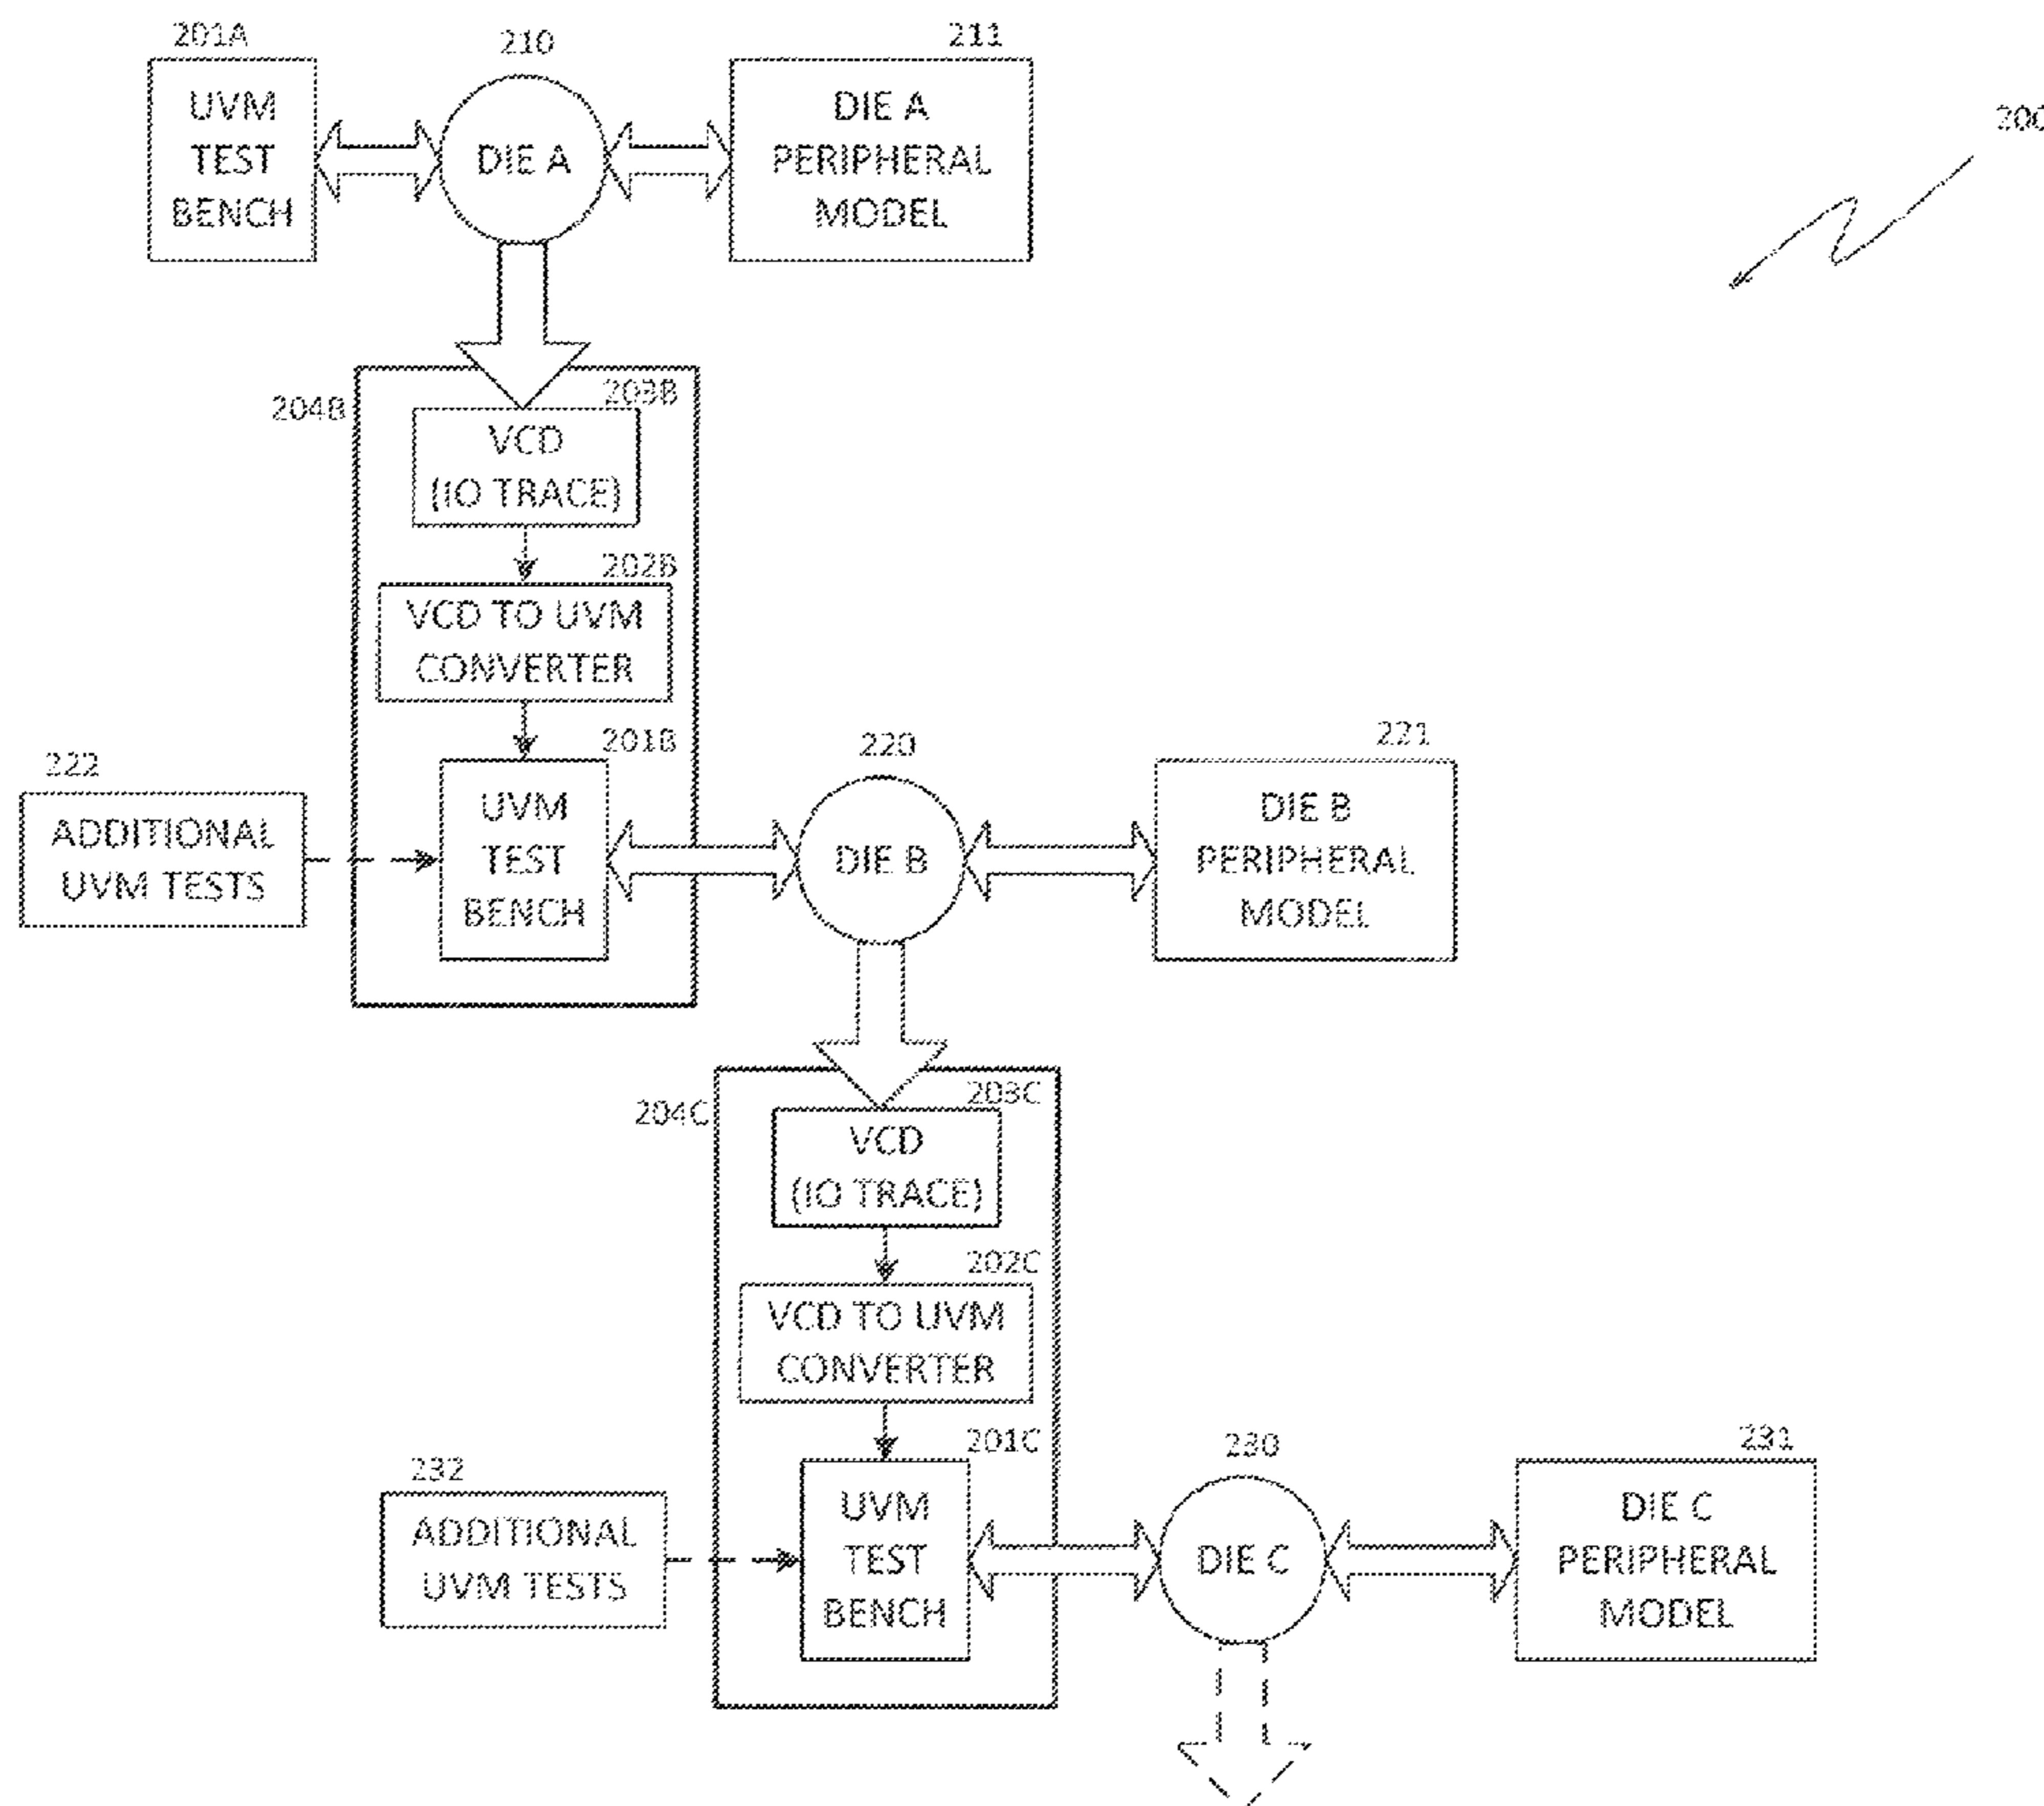 201A
210
211
UVM
TEST
BENCH
DIE A
DIE A
PERIPHERAL
MODEL
200
204B
203B
VCD
(IO TRACE)
202B
VCD TO UVM
CONVERTER
201B
222
ADDITIONAL
UVM TESTS
UVM
TEST
BENCH
220
DIE B
221
DIE B
PERIPHERAL
MODEL
204C
203C
VCD
(IO TRACE)
202C
VCD TO UVM
CONVERTER
201C
232
ADDITIONAL
UVM TESTS
UVM
TEST
BENCH
230
DIE C
231
DIE C
PERIPHERAL
MODEL